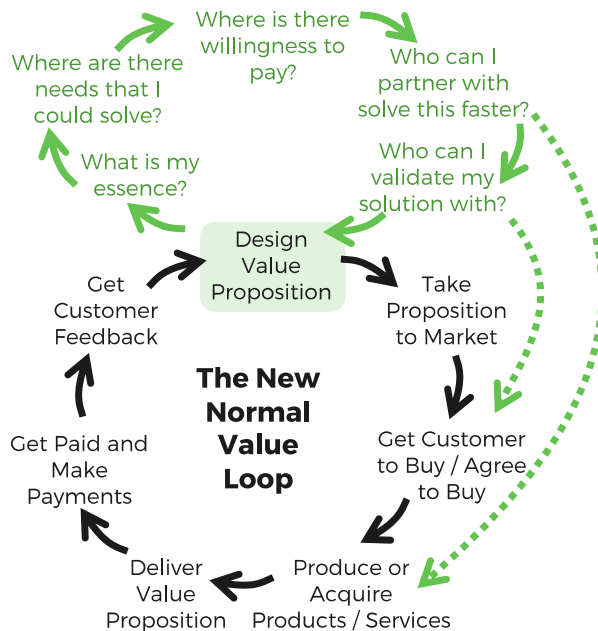 Where is there
willingness to
pay?
Where are there
needs that I
could solve?
Who can I
partner with
solve this faster?
What is my
essence?
Who can I
validate my
solution with?
Design
Value
Proposition
Get
Customer
Feedback
Take
Proposition
to Market
The New
Normal
Value
Loop
Get Paid and
Make
Payments
Get Customer
to Buy / Agree
to Buy
Deliver
Value
Proposition
Produce or
Acquire
Products / Services